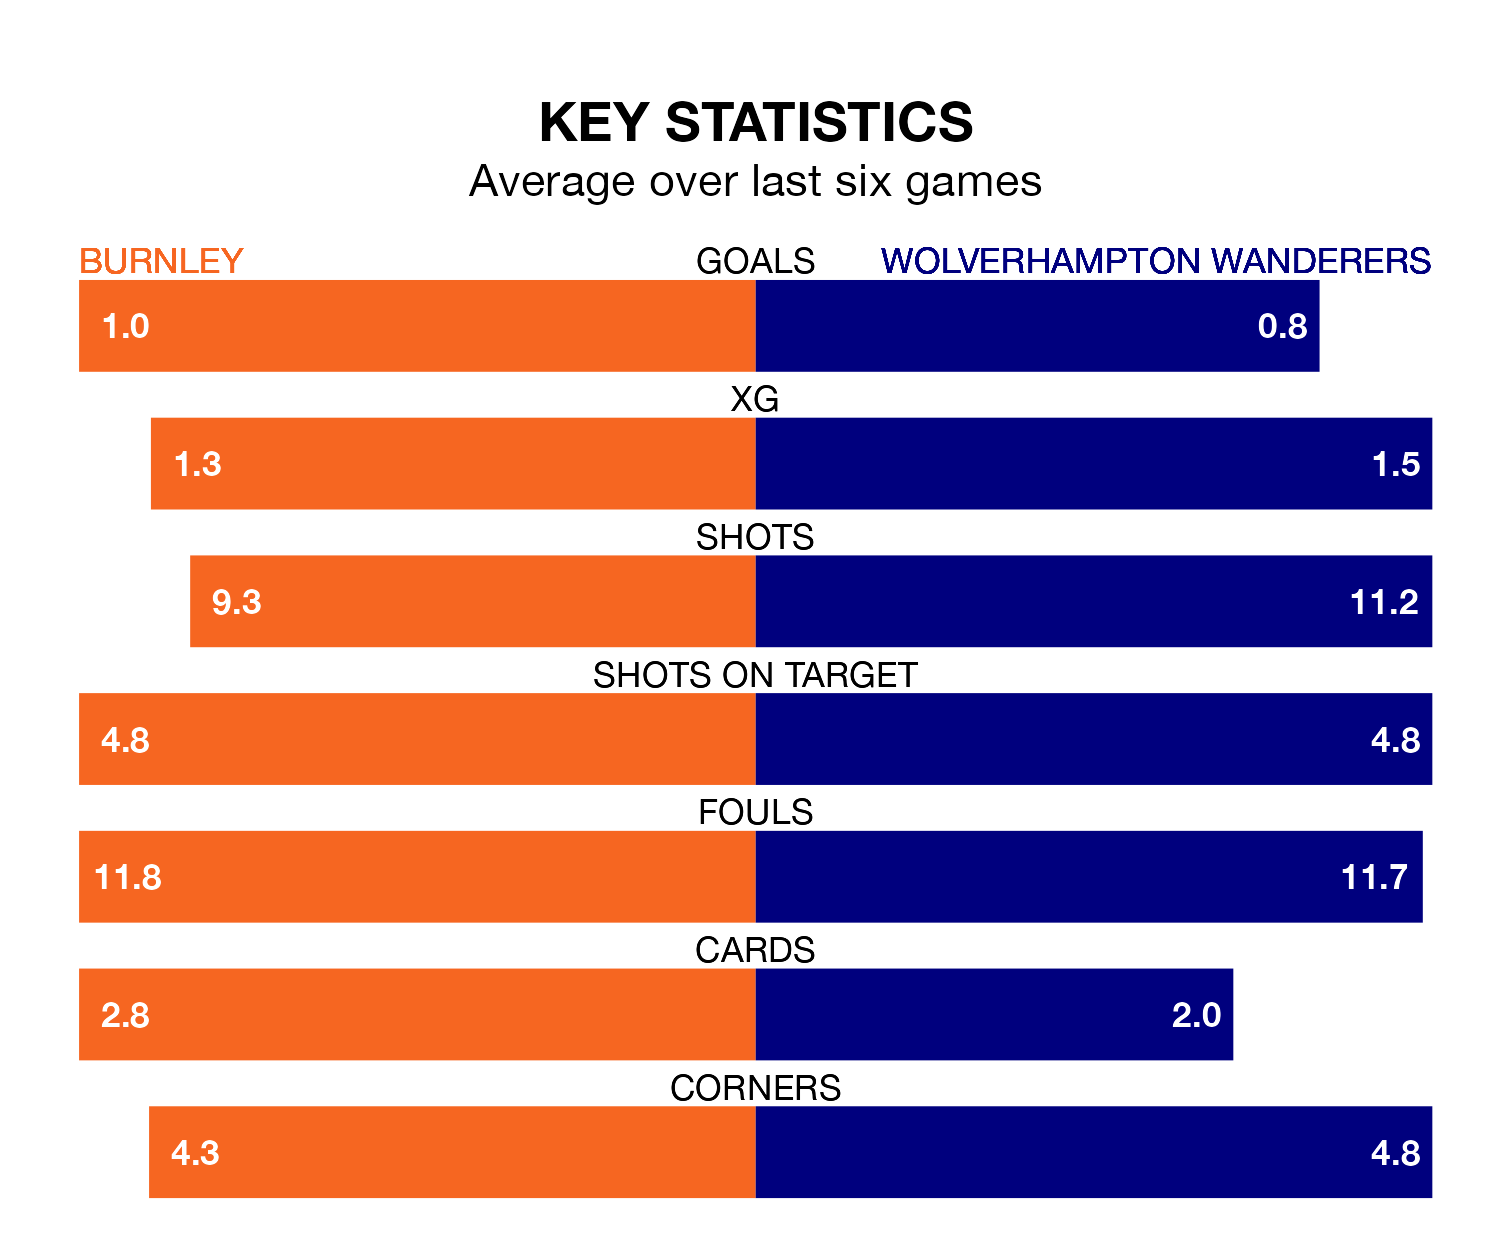 KEY STATISTICS
Average over last six games
BURNLEY GOALS WOLVERHAMPTON WANDERERS
1.0 0.8
XG
1.3 1.5
SHOTS
9.3 11.2
SHOTS ON TARGET
4.8 4.8
FOULS
11.8 11.7
CARDS
2.8 2.0
CORNERS
4.3 4.8